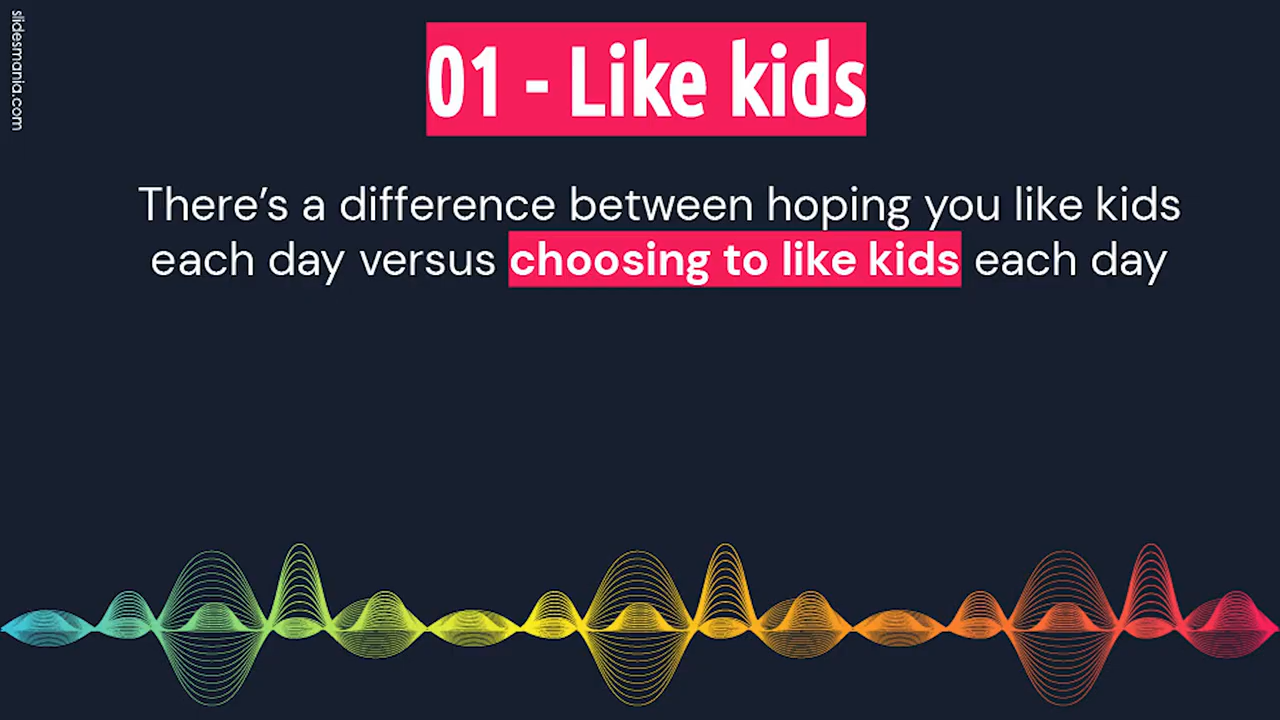 slidesmania.com
01 - Like kids
There’s a difference between hoping you like kids
each day versus choosing to like kids each day